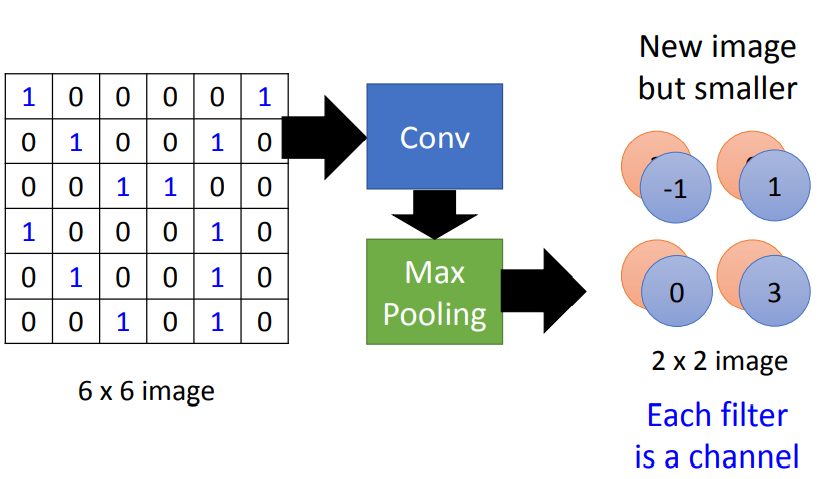 1 0 0 0 0 1
0 1 0 0 1 0
0 0 1 1 0 0
1 0 0 0 1 0
0 1 0 0 1 0
0 0 1 0 1 0
6 x 6 image
Conv
Max
Pooling
New image
but smaller
-1 1
0 3
2 x 2 image
Each filter
is a channel